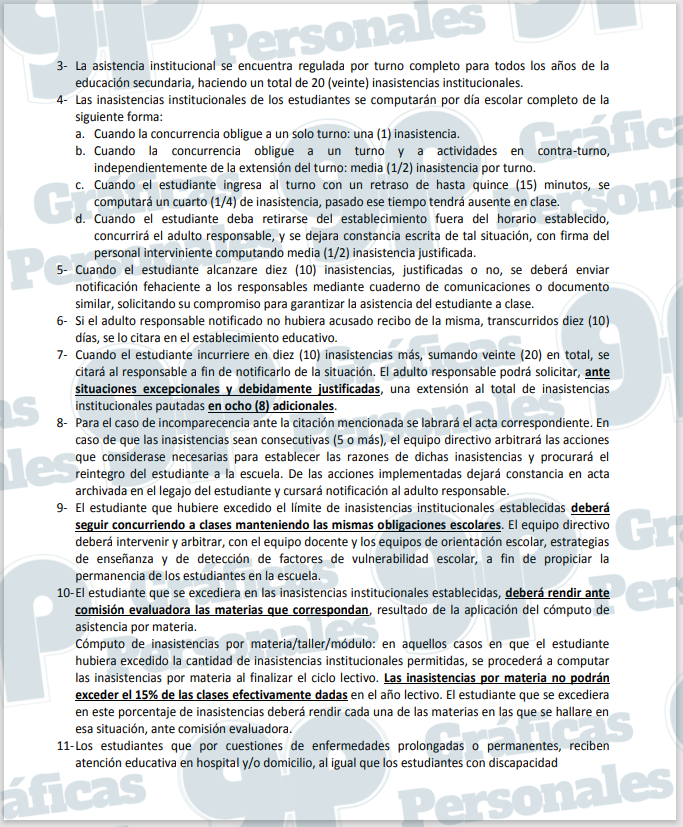 Personales
3- La asistencia institucional se encuentra regulada por turno completo para todos los años de la
educación secundaria, haciendo un total de 20 (veinte) inasistencias institucionales.
4- Las inasistencias institucionales de los estudiantes se computarán por día escolar completo de la
siguiente forma:
a. Cuando la concurrencia obligue a un solo turno: una (1) inasistencia.
b. Cuando la concurrencia obligue a un turno y a actividades en contra-turno,
independientemente de la extensión del turno: media (1/2) inasistencia por turno.
c. Cuando el estudiante ingresa al turno con un retraso de hasta quince (15) minutos, se
computará un cuarto (1/4) de inasistencia, pasado ese tiempo tendrá ausente en clase.
d. Cuando el estudiante deba retirarse del establecimiento fuera del horario establecido,
concurrirá el adulto responsable, y se dejara constancia escrita de tal situación, con firma del
personal interviniente computando media (1/2) inasistencia justificada.
5- Cuando el estudiante alcanzare diez (10) inasistencias, justificadas o no, se deberá enviar
notificación fehaciente a los responsables mediante cuaderno de comunicaciones o documento
similar, solicitando su compromiso para garantizar la asistencia del estudiante a clase.
6- Si el adulto responsable notificado no hubiera acusado recibo de la misma, transcurridos diez (10)
días, se lo citara en el establecimiento educativo.
7- Cuando el estudiante incurriere en diez (10) inasistencias más, sumando veinte (20) en total, se
citará al responsable a fin de notificarlo de la situación. El adulto responsable podrá solicitar, ante
situaciones excepcionales y debidamente justificadas, una extensión al total de inasistencias
institucionales pautadas en ocho (8) adicionales.
8- Para el caso de incomparecencia ante la citación mencionada se labrará el acta correspondiente. En
caso de que las inasistencias sean consecutivas (5 o más), el equipo directivo arbitrará las acciones
que considerase necesarias para establecer las razones de dichas inasistencias y procurará el
reintegro del estudiante a la escuela. De las acciones implementadas dejará constancia en acta
archivada en el legajo del estudiante y cursará notificación al adulto responsable.
9- El estudiante que hubiere excedido el límite de inasistencias institucionales establecidas deberá
seguir concurriendo a clases manteniendo las mismas obligaciones escolares. El equipo directivo
deberá intervenir y arbitrar, con el equipo docente y los equipos de orientación escolar, estrategias
de enseñanza y de detección de factores de vulnerabilidad escolar, a fin de propiciar la
permanencia de los estudiantes en la escuela.
10-El estudiante que se excediera en las inasistencias institucionales establecidas, deberá rendir ante
comisión evaluadora las materias que correspondan, resultado de la aplicación del cómputo de
asistencia por materia.
Cómputo de inasistencias por materia/taller/módulo: en aquellos casos en que el estudiante
hubiera excedido la cantidad de inasistencias institucionales permitidas, se procederá a computar
las inasistencias por materia al finalizar el ciclo lectivo. Las inasistencias por materia no podrán
exceder el 15% de las clases efectivamente dadas en el año lectivo. El estudiante que se excediera
en este porcentaje de inasistencias deberá rendir cada una de las materias en las que se hallare en
esa situación, ante comisión evaluadora.
11-Los estudiantes que por cuestiones de enfermedades prolongadas o permanentes, reciben
atención educativa en hospital y/o domicilio, al igual que los estudiantes con discapacidad
Gráficas
Personales